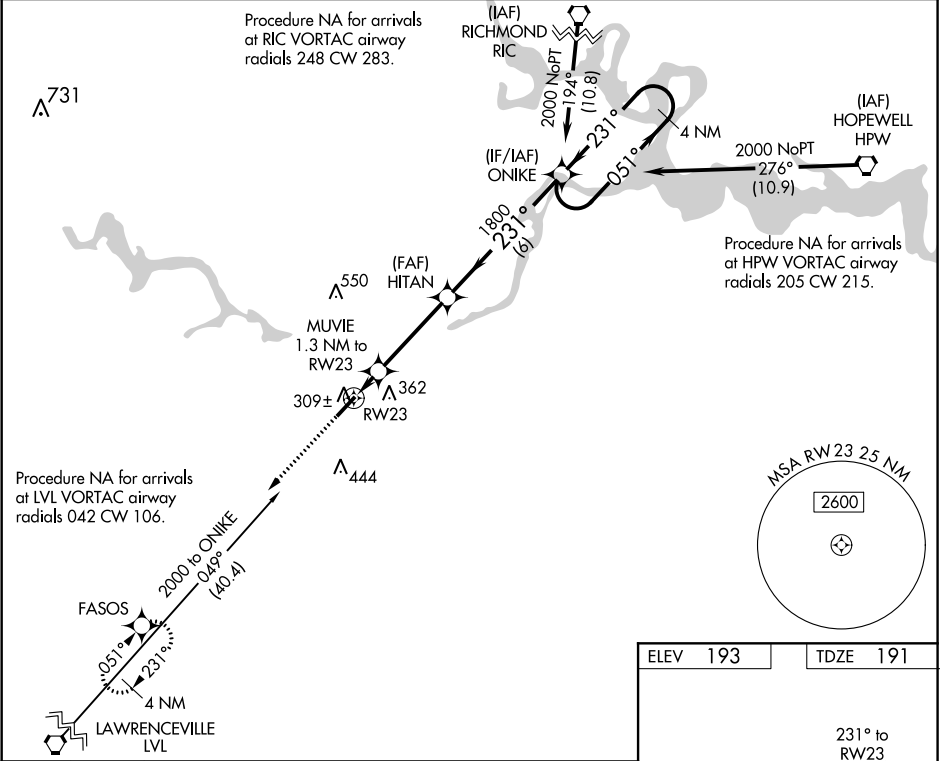 Procedure NA for arrivals
at RIC VORTAC airway
radials 248 CW 283.
(IAF)
RICHMOND
RIC
2000 NoPT
194°
(10.8)
731
231°
051°
4 NM
(IAF)
HOPEWELL
HPW
2000 NoPT
276°
(10.9)
(IF/IAF)
ONIKE
1800
231°
(6)
Procedure NA for arrivals
at HPW VORTAC airway
radials 205 CW 215.
(FAF)
HITAN
550
MUVIE
1.3 NM to
RW23
362
309±
RW23
444
Procedure NA for arrivals
at LVL VORTAC airway
radials 042 CW 106.
2000 to ONIKE
049°
(40.4)
MSA RW 23 25 NM
2600
FASOS
051°
231°
4 NM
LAWRENCEVILLE
LVL
ELEV 193
TDZE 191
231° to
RW23